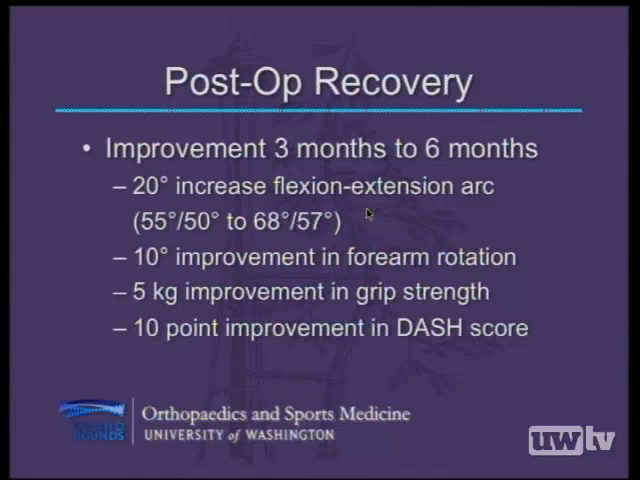 Post-Op Recovery
• Improvement 3 months to 6 months
– 20° increase flexion-extension arc
(55°/50° to 68°/57°)
– 10° improvement in forearm rotation
– 5 kg improvement in grip strength
– 10 point improvement in DASH score
Orthopaedics and Sports Medicine
UNIVERSITY of WASHINGTON
uwtv